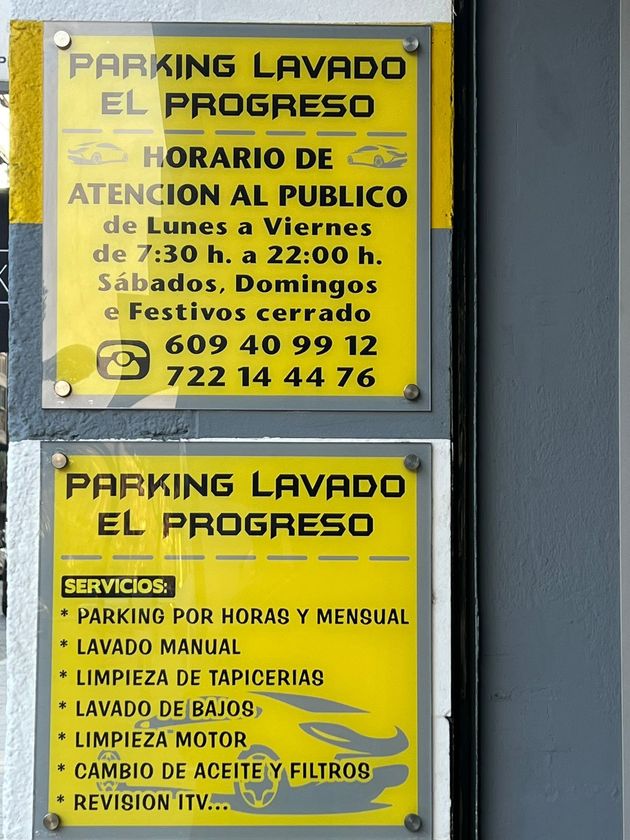 PARKING LAVADO
EL PROGRESO
HORARIO DE
ATENCION AL PUBLICO
de Lunes a Viernes
de 7:30 h. a 22:00 h.
Sábados, Domingos
e Festivos cerrado
609 40 99 12
722 14 44 76
PARKING LAVADO
EL PROGRESO
SERVICIOS:
* PARKING POR HORAS Y MENSUAL
* LAVADO MANUAL
* LIMPIEZA DE TAPICERIAS
* LAVADO DE BAJOS
* LIMPIEZA MOTOR
* CAMBIO DE ACEITE Y FILTROS
* REVISION ITV...